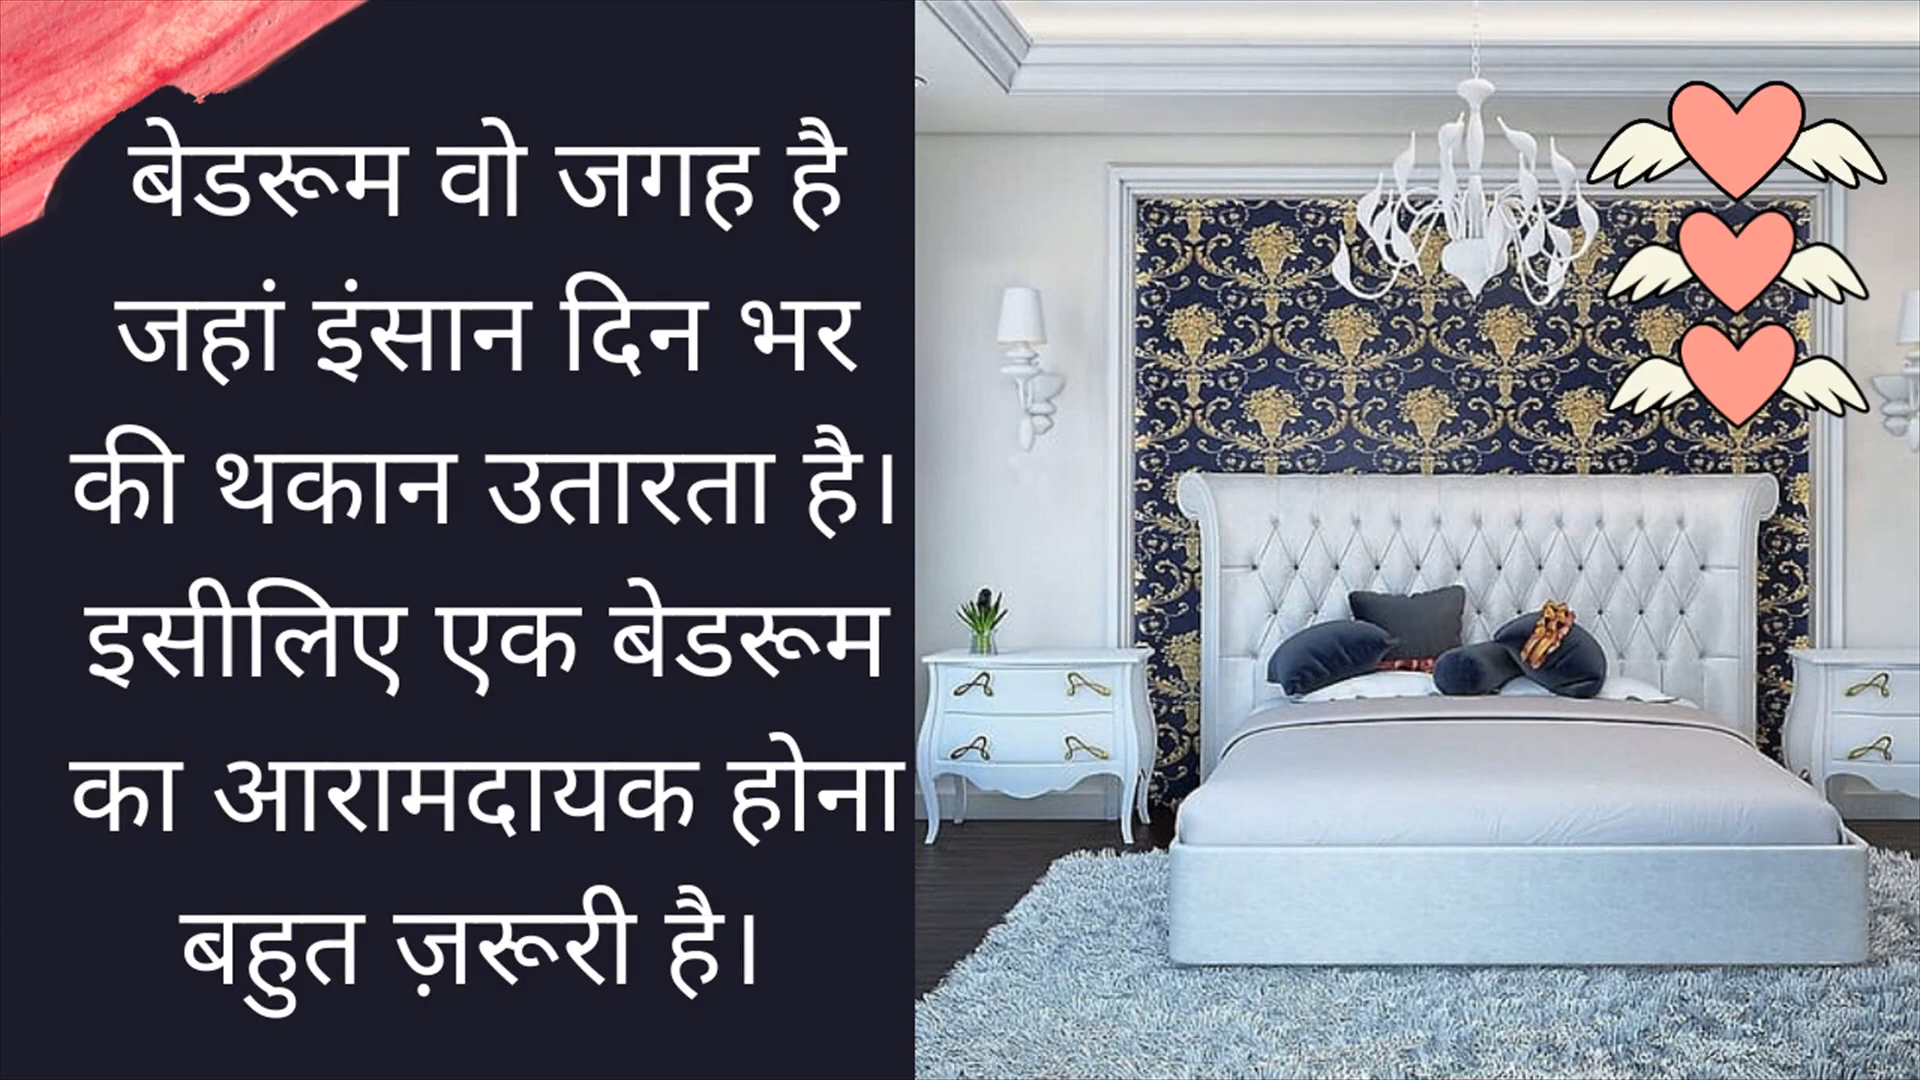 बेडरूम वो जगह है
जहां इंसान दिन भर
की थकान उतारता है।
इसीलिए एक बेडरूम
का आरामदायक होना
बहुत ज़रूरी है।